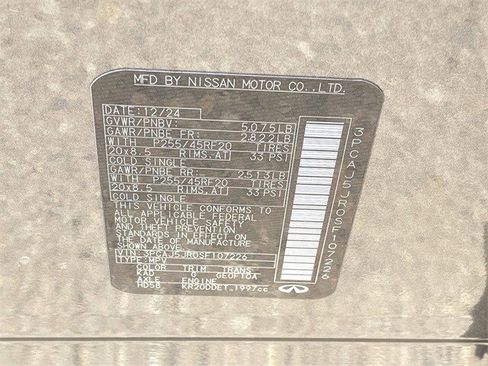 MFD BY NISSAN MOTOR CO.,LTD.
DATE: 12/24
GVWR/PNBV: 5075LB
GAWR/PNBE FR: 2822LB
WITH P255/45RF20 TIRES
20x8.5 RIMS.AT 33 PSI
COLD SINGLE
GAWR/PNBE RR: 2513LB
WITH P255/45RF20 TIRES
20x8.5 RIMS.AT 33 PSI
COLD SINGLE
THIS VEHICLE CONFORMS TO
ALL APPLICABLE FEDERAL
MOTOR VEHICLE SAFETY
AND THEFT PREVENTION
STANDARDS IN EFFECT ON
THE DATE OF MANUFACTURE
SHOWN ABOVE.
VIN:3PCAJ5JR0SF107226
TYPE:MPV
COLOR TRIM TRANS
KAD G GE0F10A
AXLE ENGINE
AD58 KR20DDET 1997cc
3PCAJ5JR0SF107226